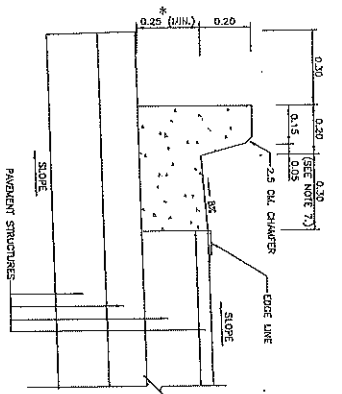 *
0.25 (MIN.)
0.20
0.30
0.20
0.30
(SEE NOTE 7.)
0.15
0.05
2.5 CM. CHAMFER
8%
EDGE LINE
SLOPE
SLOPE
PAVEMENT STRUCTURES